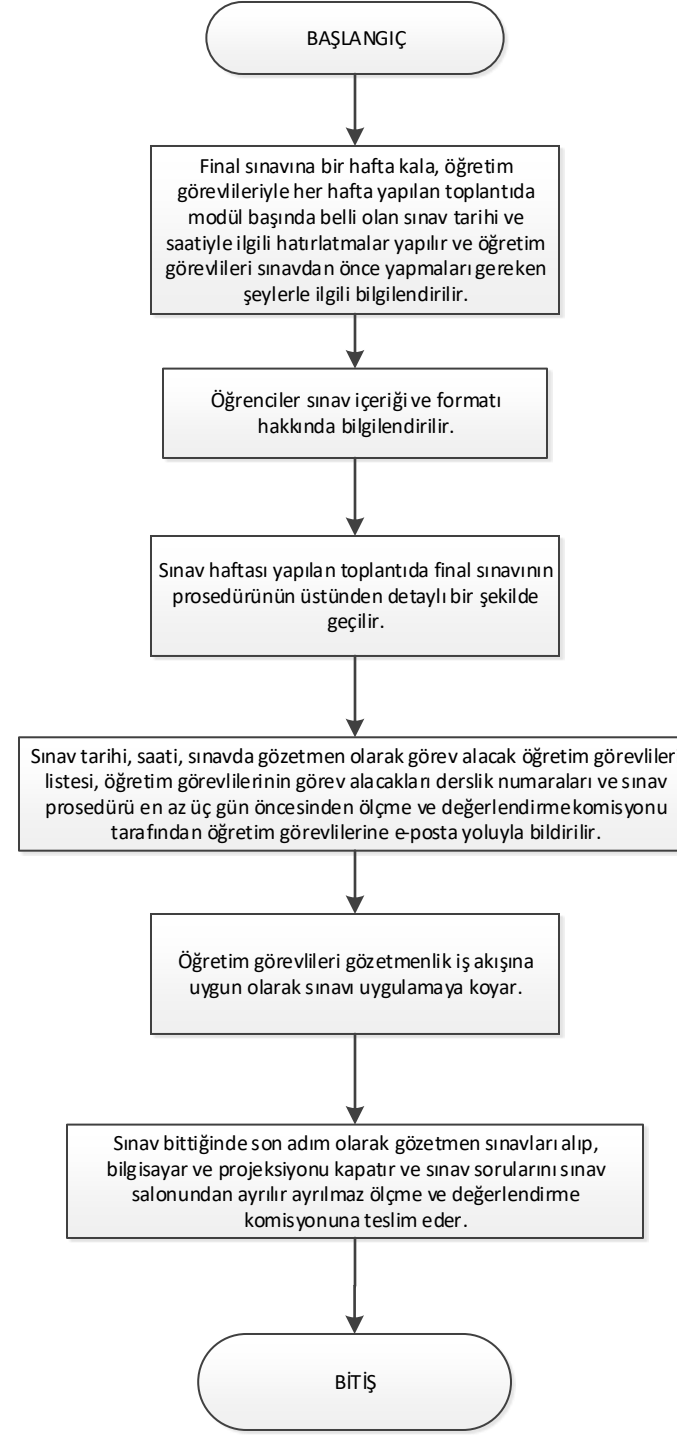 BAŞLANGIÇ
Final sınavına bir hafta kala, öğretim
görevlileriyle her hafta yapılan toplantıda
modül başında belli olan sınav tarihi ve
saatiyle ilgili hatırlatmalar yapılır ve öğretim
görevlileri sınavdan önce yapmaları gereken
şeylerle ilgili bilgilendirilir.
Öğrenciler sınav içeriği ve formatı
hakkında bilgilendirilir.
Sınav haftası yapılan toplantıda final sınavının
prosedürünün üstünden detaylı bir şekilde
geçilir.
Sınav tarihi, saati, sınavda gözetmen olarak görev alacak öğretim görevliler
listesi, öğretim görevlilerinin görev alacakları derslik numaraları ve sınav
prosedürü en az üç gün öncesinden ölçme ve değerlendirme komisyonu
tarafından öğretim görevlilerine e-posta yoluyla bildirilir.
Öğretim görevlileri gözetmenlik iş akışına
uygun olarak sınavı uygulamaya koyar.
Sınav bittiğinde son adım olarak gözetmen sınavları alıp,
bilgisayar ve projeksiyonu kapatır ve sınav sorularını sınav
salonundan ayrılır ayrılmaz ölçme ve değerlendirme
komisyonuna teslim eder.
BİTİŞ